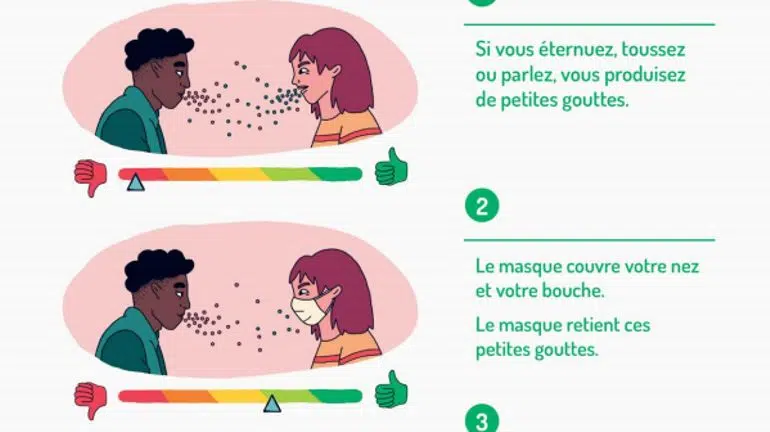 Si vous éternuez, toussez
ou parlez, vous produisez
de petites gouttes.
2
Le masque couvre votre nez
et votre bouche.
Le masque retient ces
petites gouttes.
3